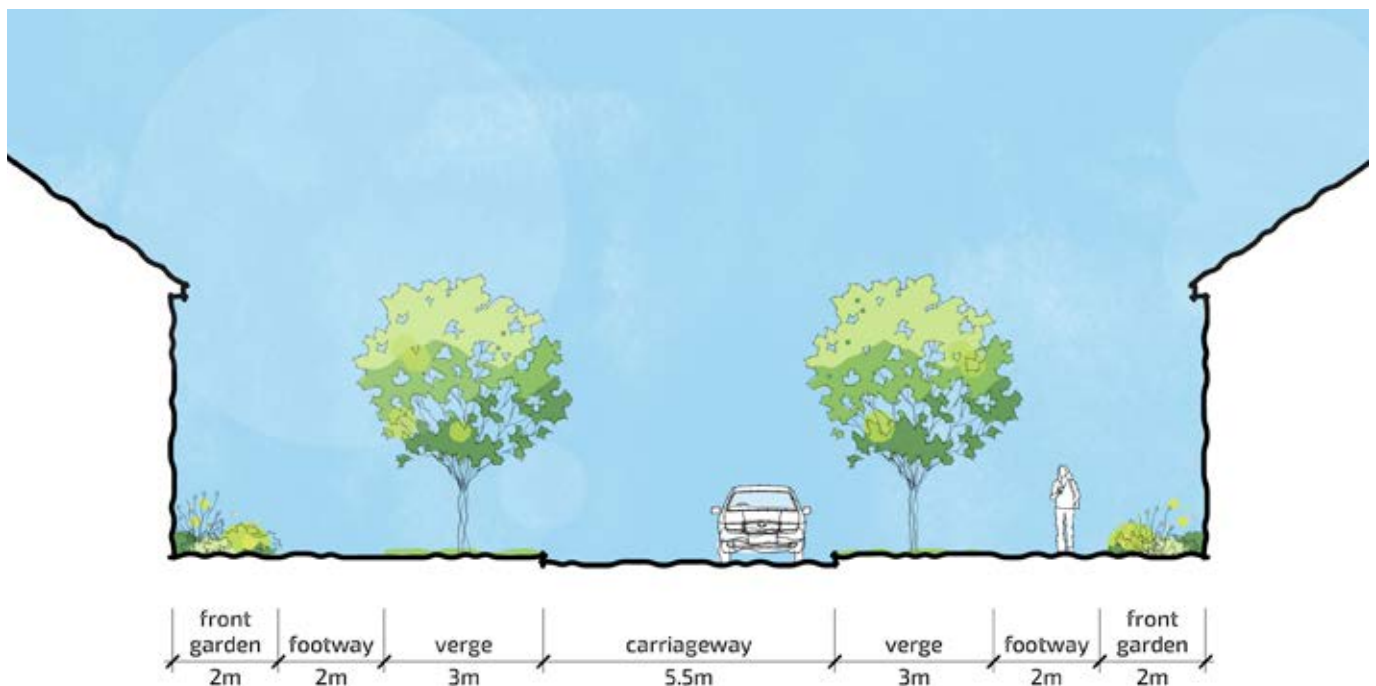 front garden
footway
verge
carriageway
verge
footway
front garden
2m
2m
3m
5.5m
3m
2m
2m